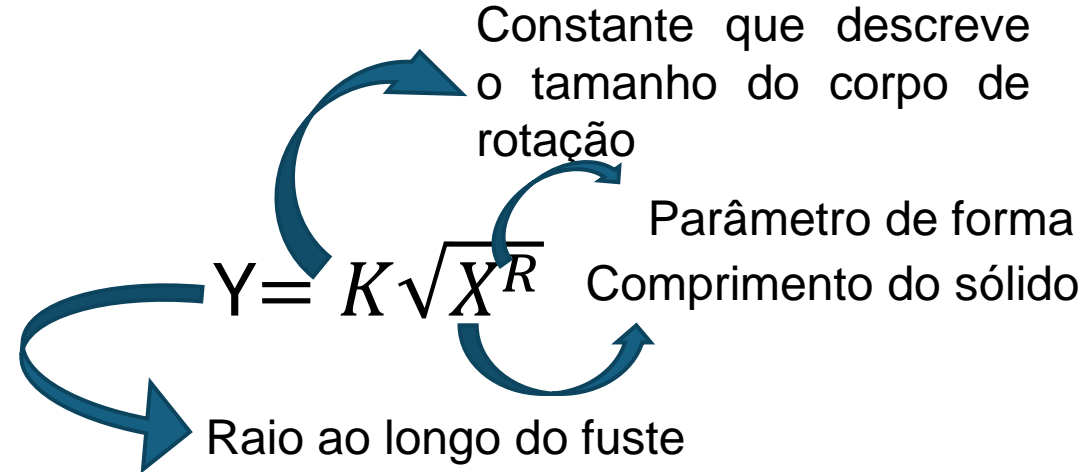 Constante que descreve
o tamanho do corpo de
rotação
Parâmetro de forma
Y= K√X^R
Comprimento do sólido
Raio ao longo do fuste